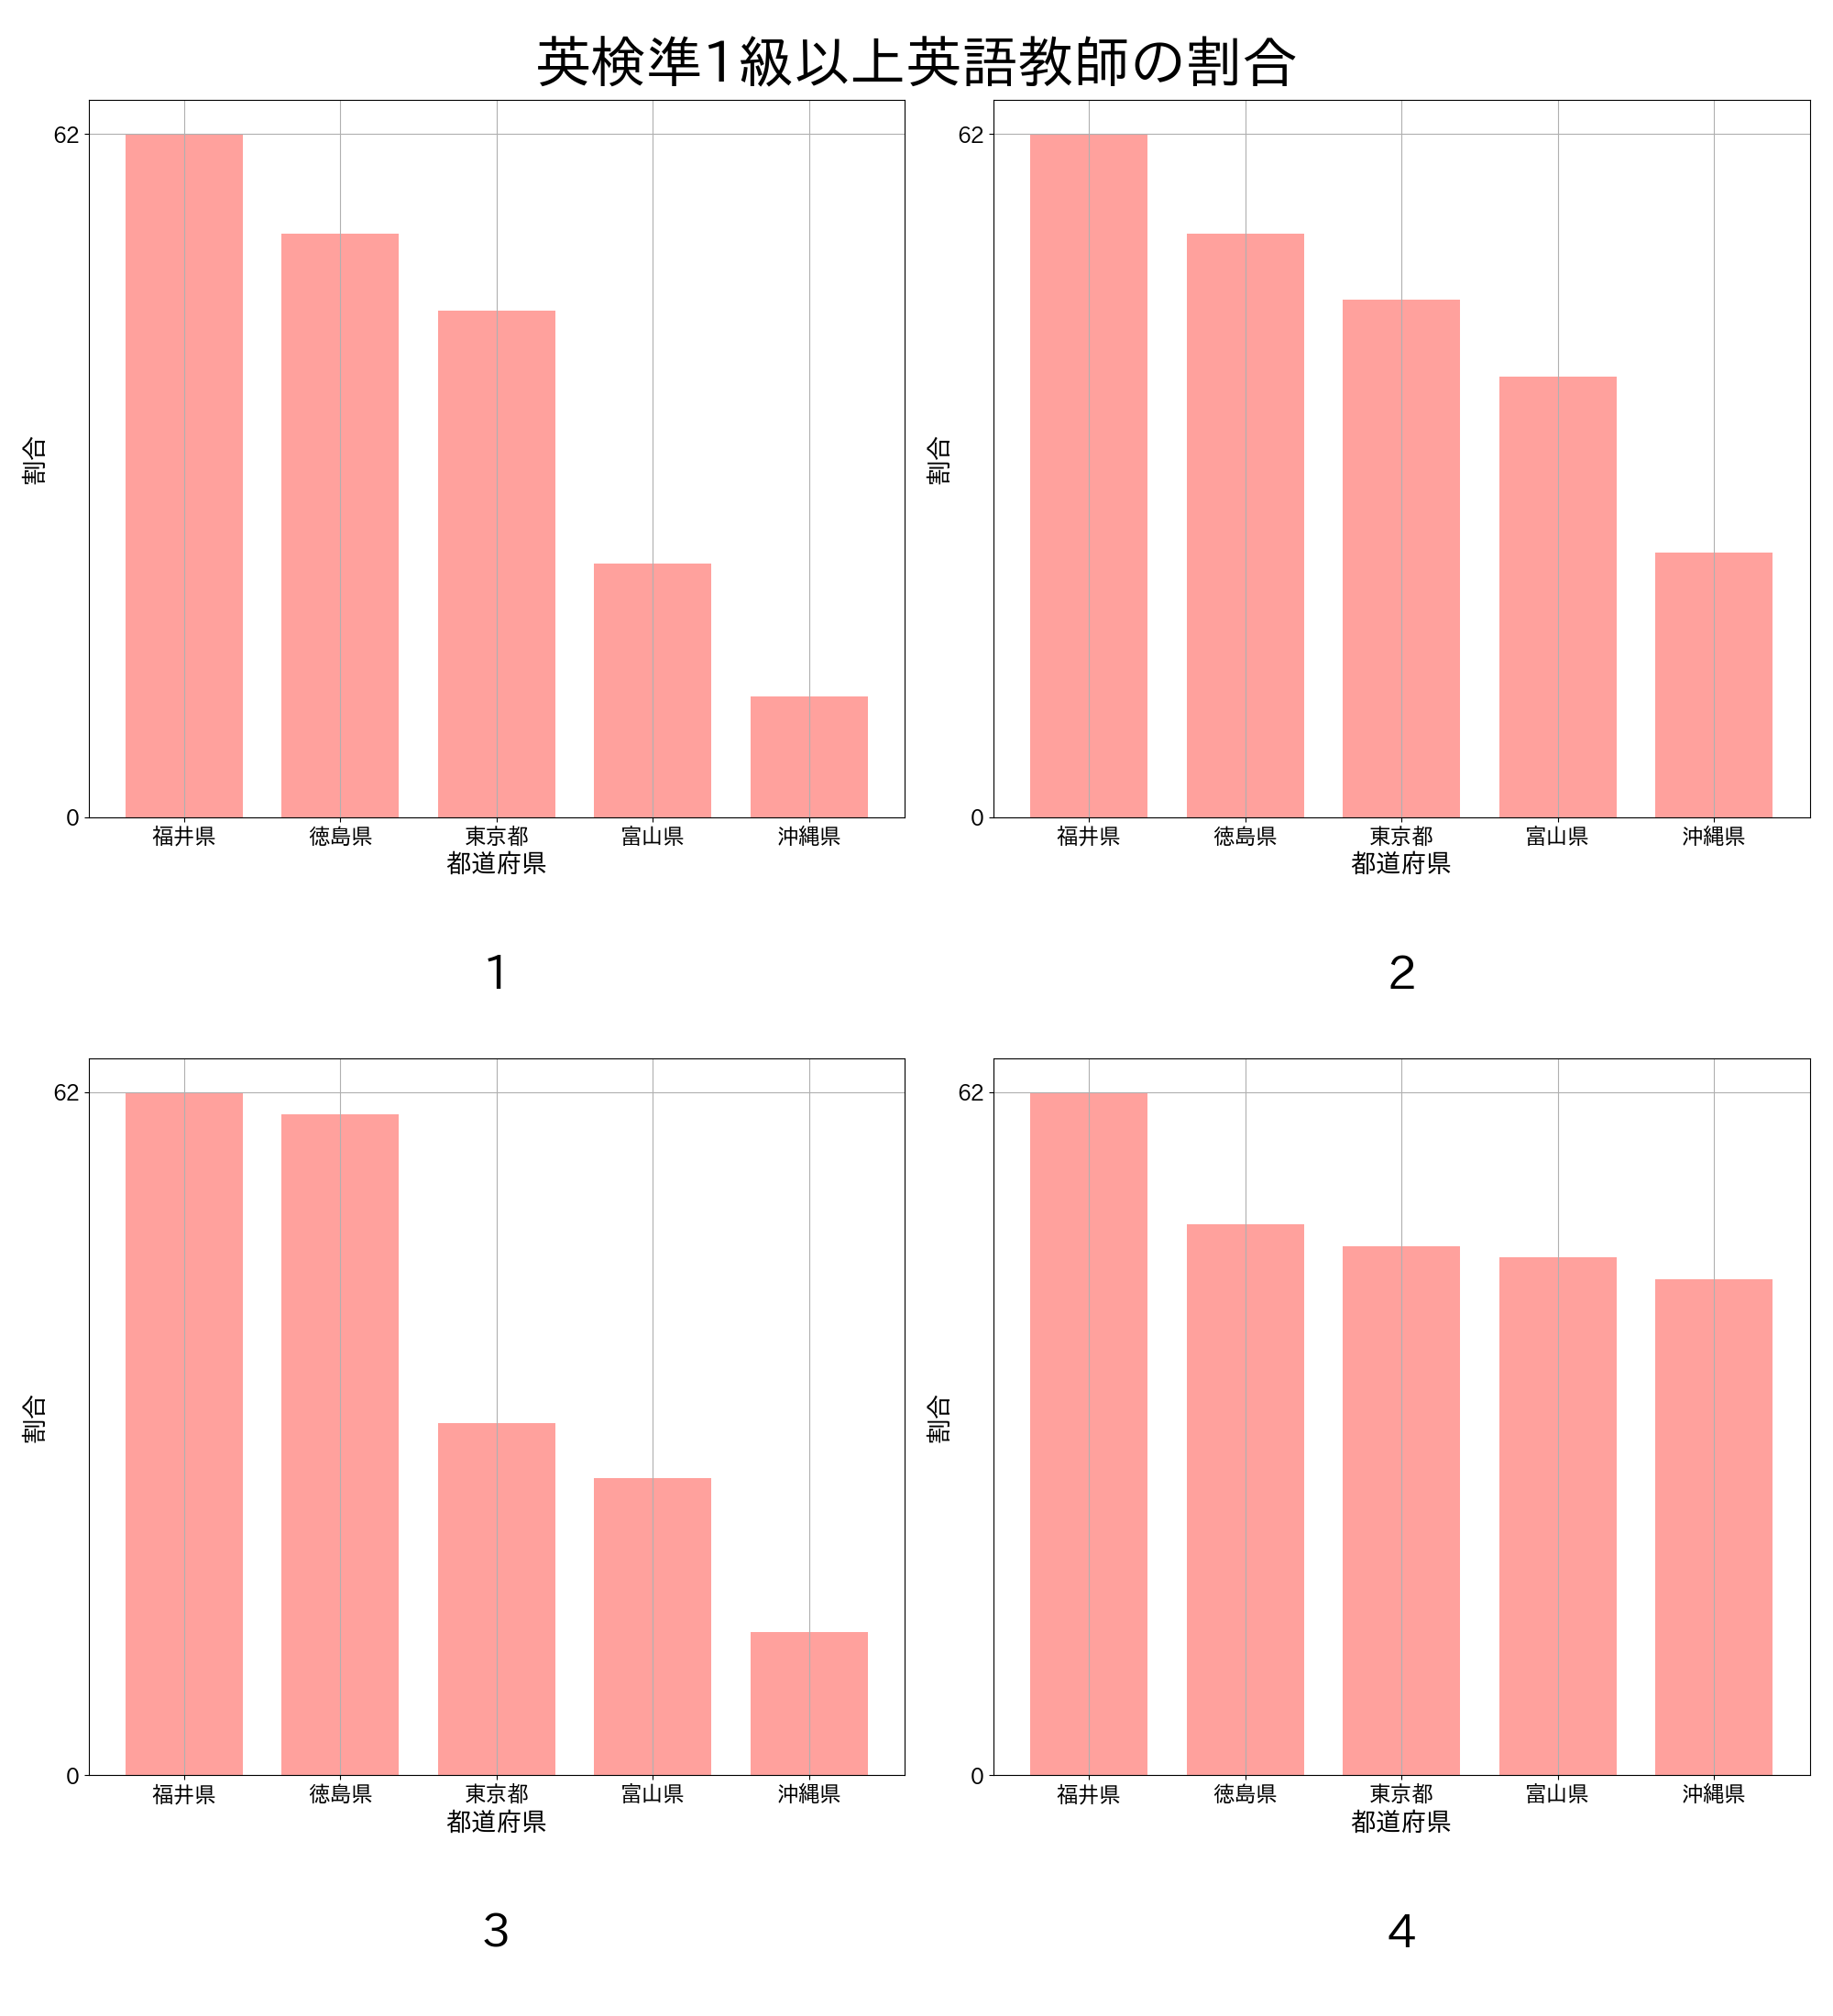 英検準1級以上英語教師の割合
62
割合
0
福井県 徳島県 東京都 富山県 沖縄県
都道府県
1
62
割合
0
福井県 徳島県 東京都 富山県 沖縄県
都道府県
2
62
割合
0
福井県 徳島県 東京都 富山県 沖縄県
都道府県
3
62
割合
0
福井県 徳島県 東京都 富山県 沖縄県
都道府県
4